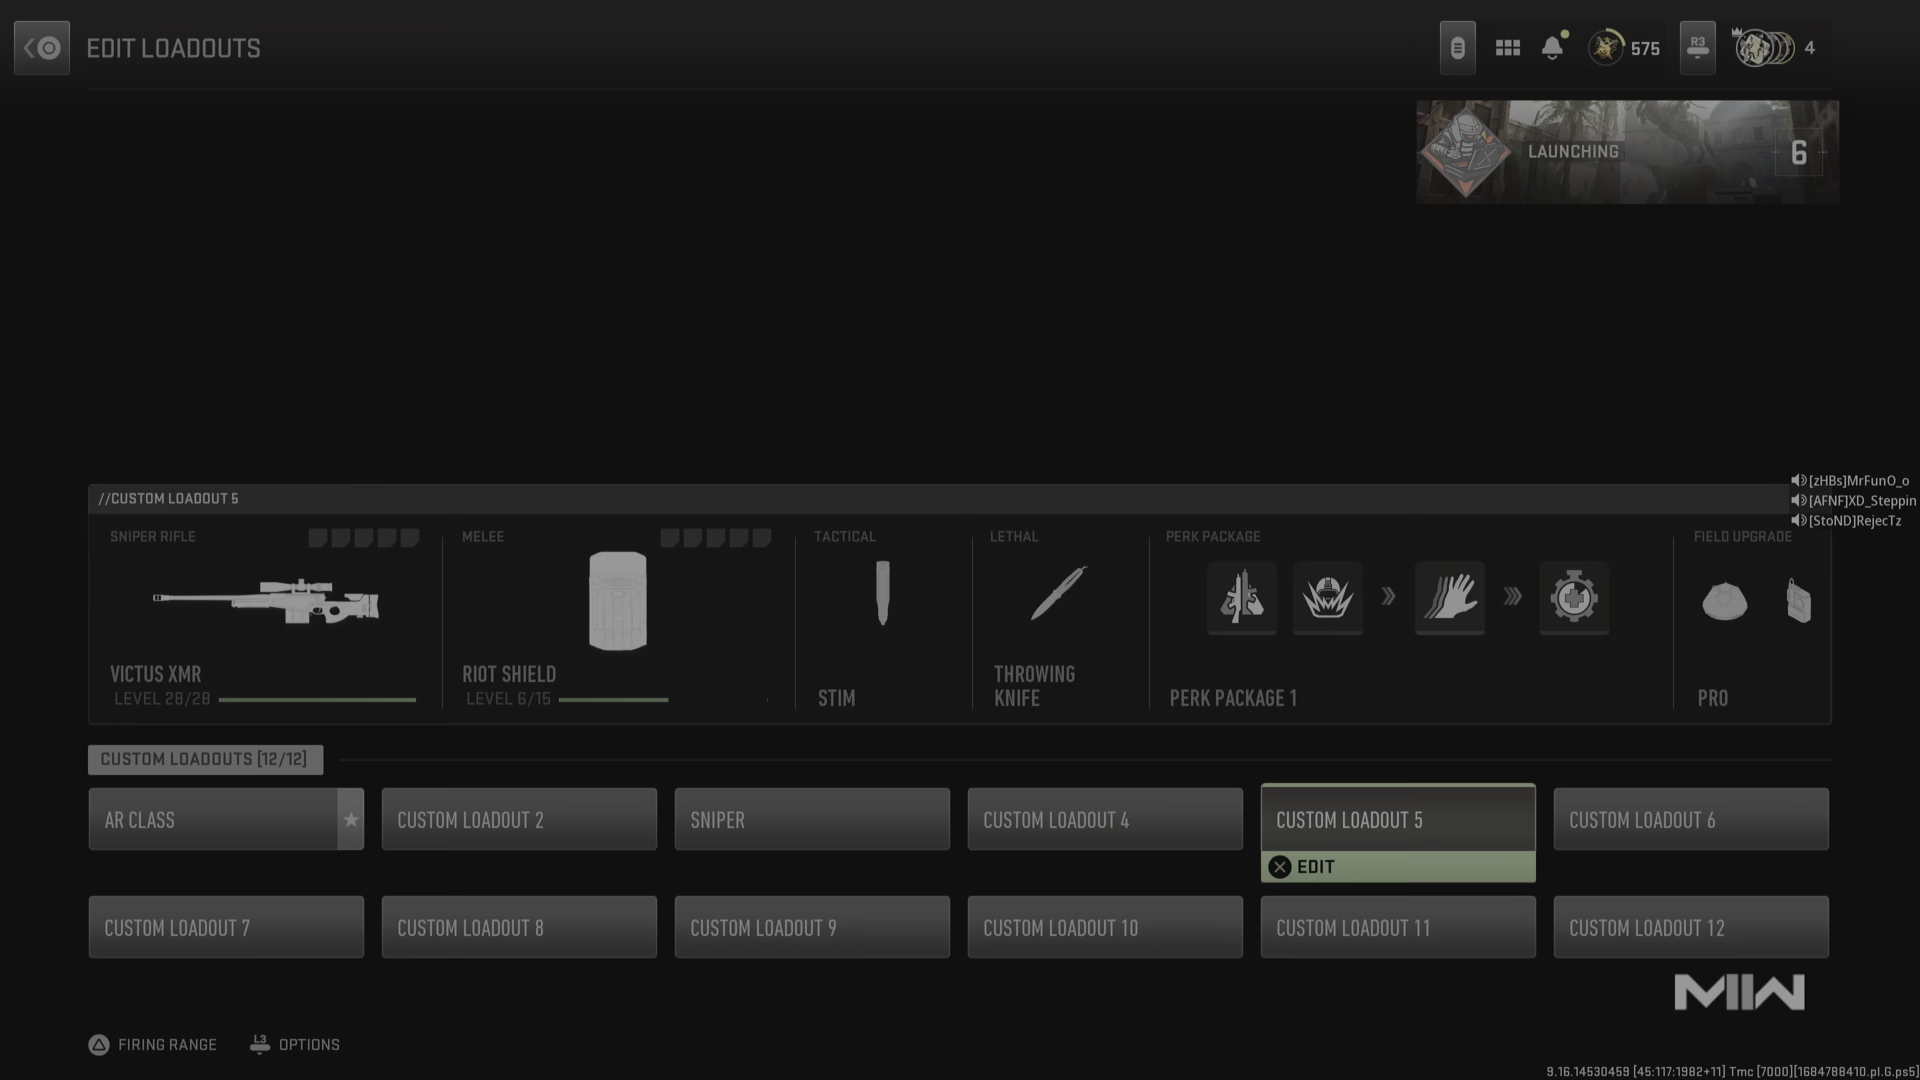 EDIT LOADOUTS
575
R3
4
LAUNCHING
6
//CUSTOM LOADOUT 5
[zHBs]MrFunO_o
[AFNF]XD_Steppin
[StoND]RejecTz
SNIPER RIFLE
MELEE
TACTICAL
LETHAL
PERK PACKAGE
FIELD UPGRADE
VICTUS XMR
LEVEL 28/28
RIOT SHIELD
LEVEL 6/15
STIM
THROWING
KNIFE
PERK PACKAGE 1
PRO
CUSTOM LOADOUTS [12/12]
AR CLASS
CUSTOM LOADOUT 2
SNIPER
CUSTOM LOADOUT 4
CUSTOM LOADOUT 5
CUSTOM LOADOUT 6
EDIT
CUSTOM LOADOUT 7
CUSTOM LOADOUT 8
CUSTOM LOADOUT 9
CUSTOM LOADOUT 10
CUSTOM LOADOUT 11
CUSTOM LOADOUT 12
MWII
FIRING RANGE
L3
OPTIONS
9.16.14530459 [45:117:1982+11] Tmc [7000][1684788410.pl.G.ps5]